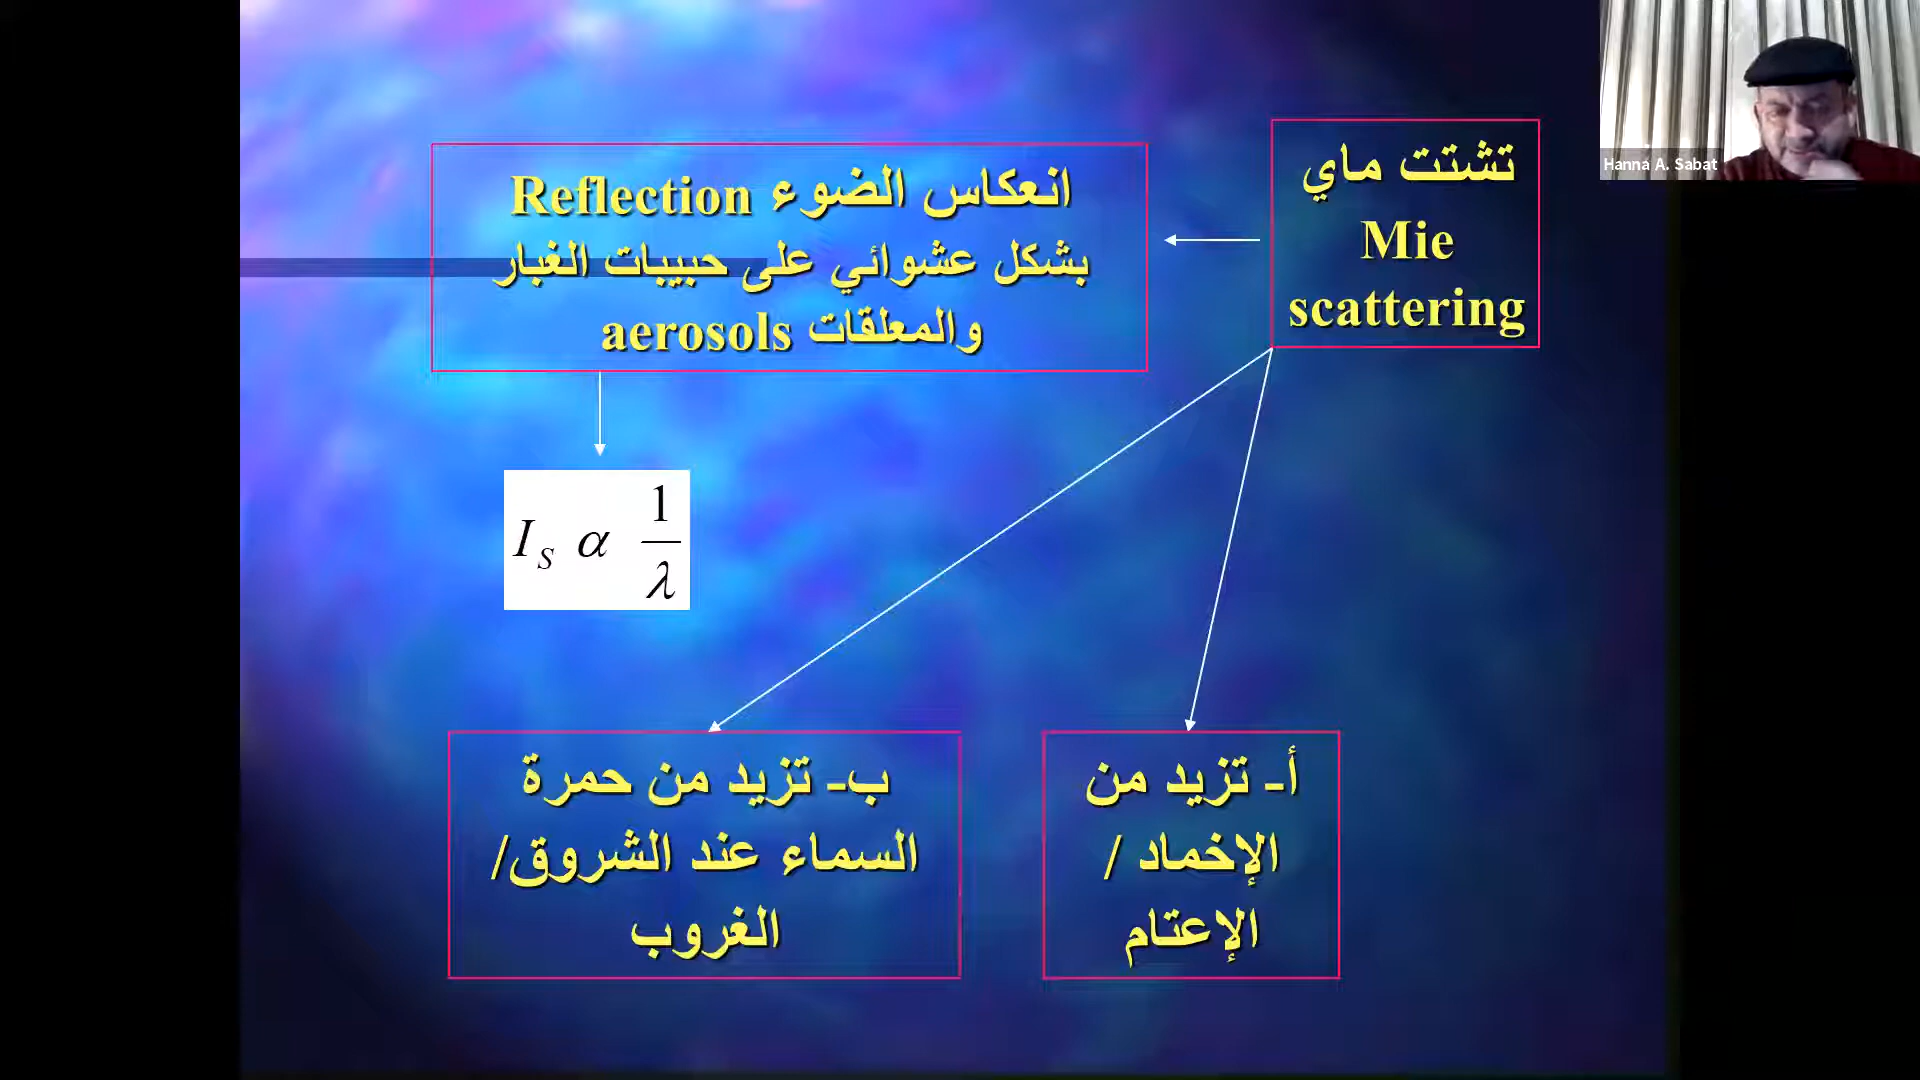 Hanna A. Sabat
تشتت ماي
Mie
scattering
انعكاس الضوء Reflection
بشكل عشوائي على حبيبات الغبار
والمعلقات aerosols
I_S α 1/λ
أ- تزيد من
الإخماد /
الإعتام
ب- تزيد من حمرة
السماء عند الشروق/
الغروب